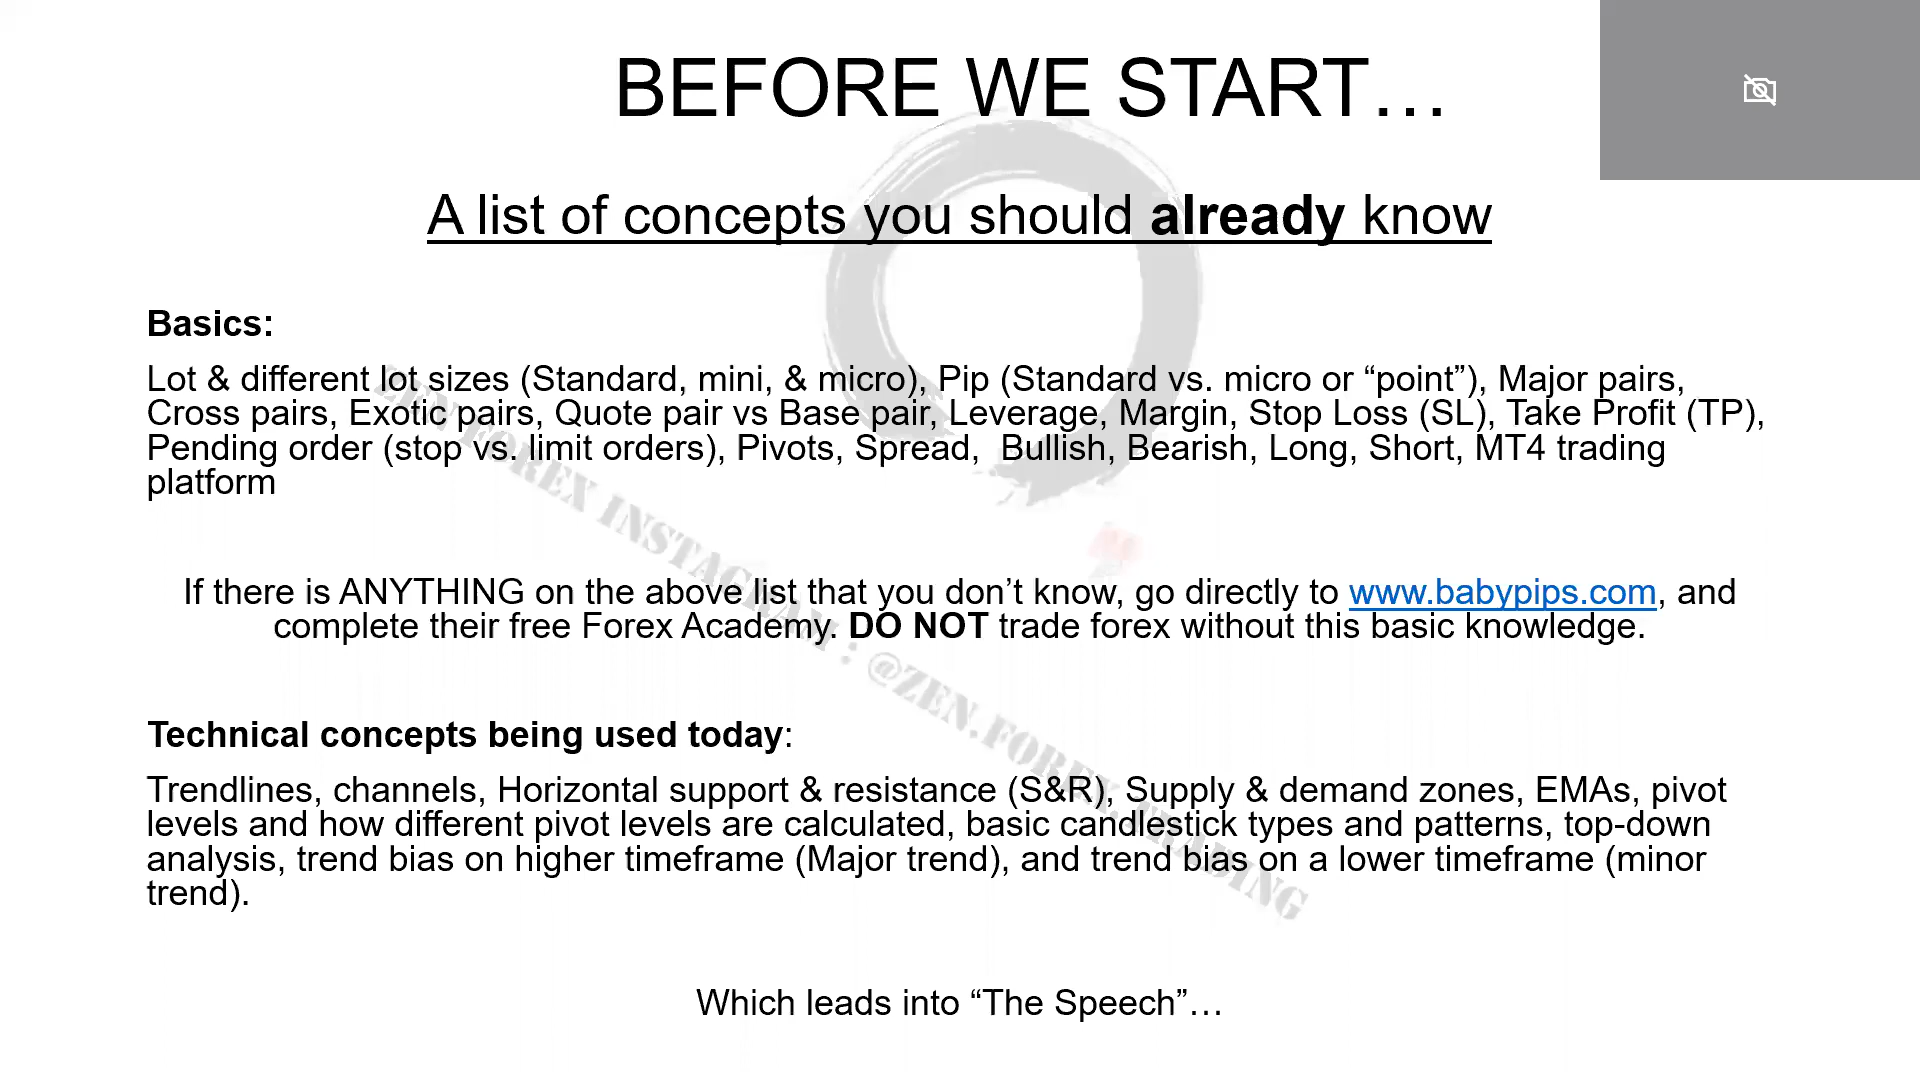 BEFORE WE START…
A list of concepts you should already know
Basics:
Lot & different lot sizes (Standard, mini, & micro), Pip (Standard vs. micro or “point”), Major pairs,
Cross pairs, Exotic pairs, Quote pair vs Base pair, Leverage, Margin, Stop Loss (SL), Take Profit (TP),
Pending order (stop vs. limit orders), Pivots, Spread,  Bullish, Bearish, Long, Short, MT4 trading
platform
If there is ANYTHING on the above list that you don’t know, go directly to www.babypips.com, and
complete their free Forex Academy. DO NOT trade forex without this basic knowledge.
Technical concepts being used today:
Trendlines, channels, Horizontal support & resistance (S&R), Supply & demand zones, EMAs, pivot
levels and how different pivot levels are calculated, basic candlestick types and patterns, top-down
analysis, trend bias on higher timeframe (Major trend), and trend bias on a lower timeframe (minor
trend).
Which leads into “The Speech”…
ZEN FOREX INSTAGRAM : @ZEN.FOREX.TRADING